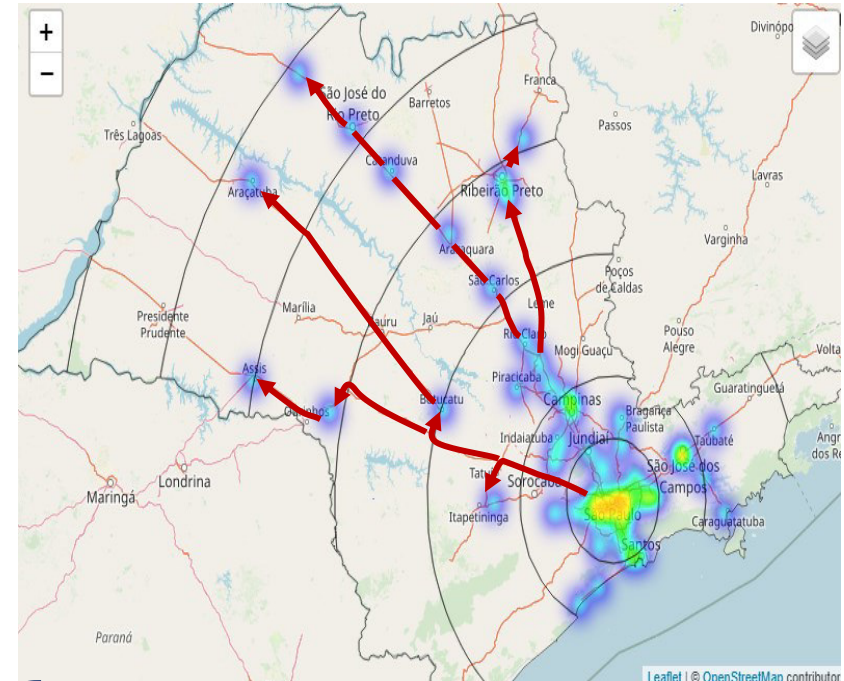 +
−
Divinóp
Franca
São José do
Rio Preto
Barretos
Passos
Três Lagoas
Catanduva
Lavras
Araçatuba
Ribeirão Preto
Varginha
Araraquara
Poços
de Caldas
São Carlos
Leme
Marília
Presidente
Prudente
Bauru
Jaú
Pouso
Alegre
Rio Claro
Mogi-Guaçu
Volta
Assis
Piracicaba
Guaratinguetá
Botucatu
Campinas
Ourinhos
Bragança
Paulista
Taubaté
Angr
dos Re
Indaiatuba
Jundiaí
São José dos
Campos
Tatuí
Londrina
Sorocaba
Maringá
Itapetininga
São Paulo
Caraguatatuba
Santos
Paraná
Leaflet | © OpenStreetMap contributor